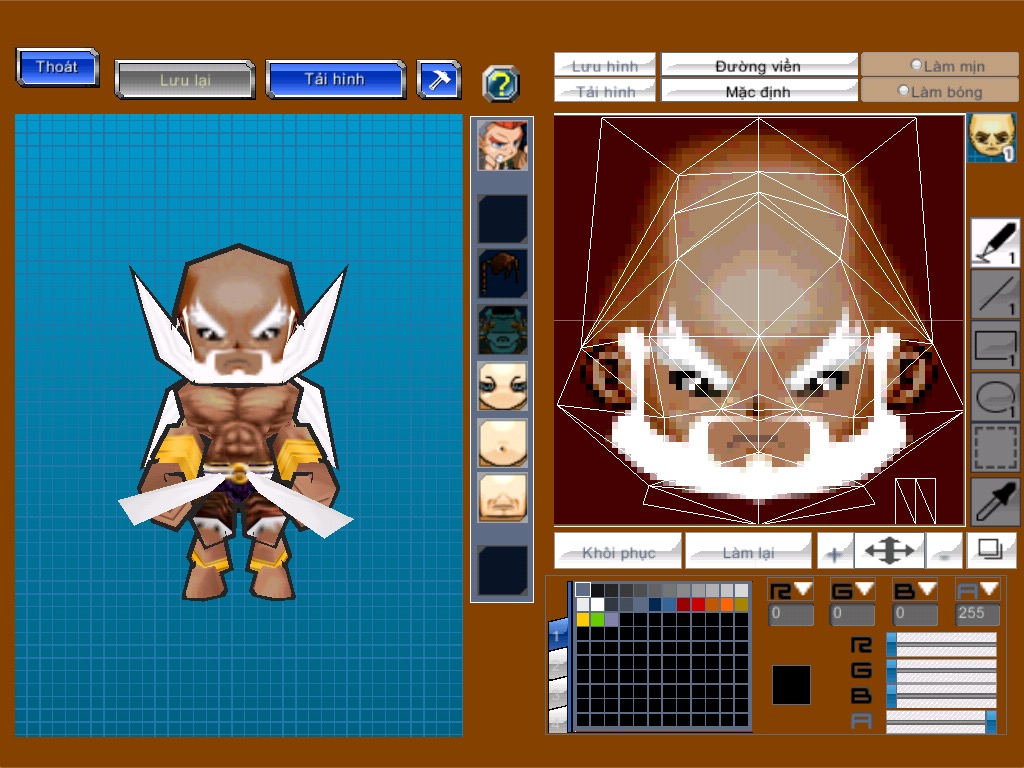 Thoát
Lưu lại
Tải hình
?
Lưu hình
Đường viền
Làm mịn
Tải hình
Mặc định
Làm bóng
1
1
1
1
1
Khôi phục
Làm lại
+
-
R
G
B
A
0
0
0
255
1
R
G
B
A